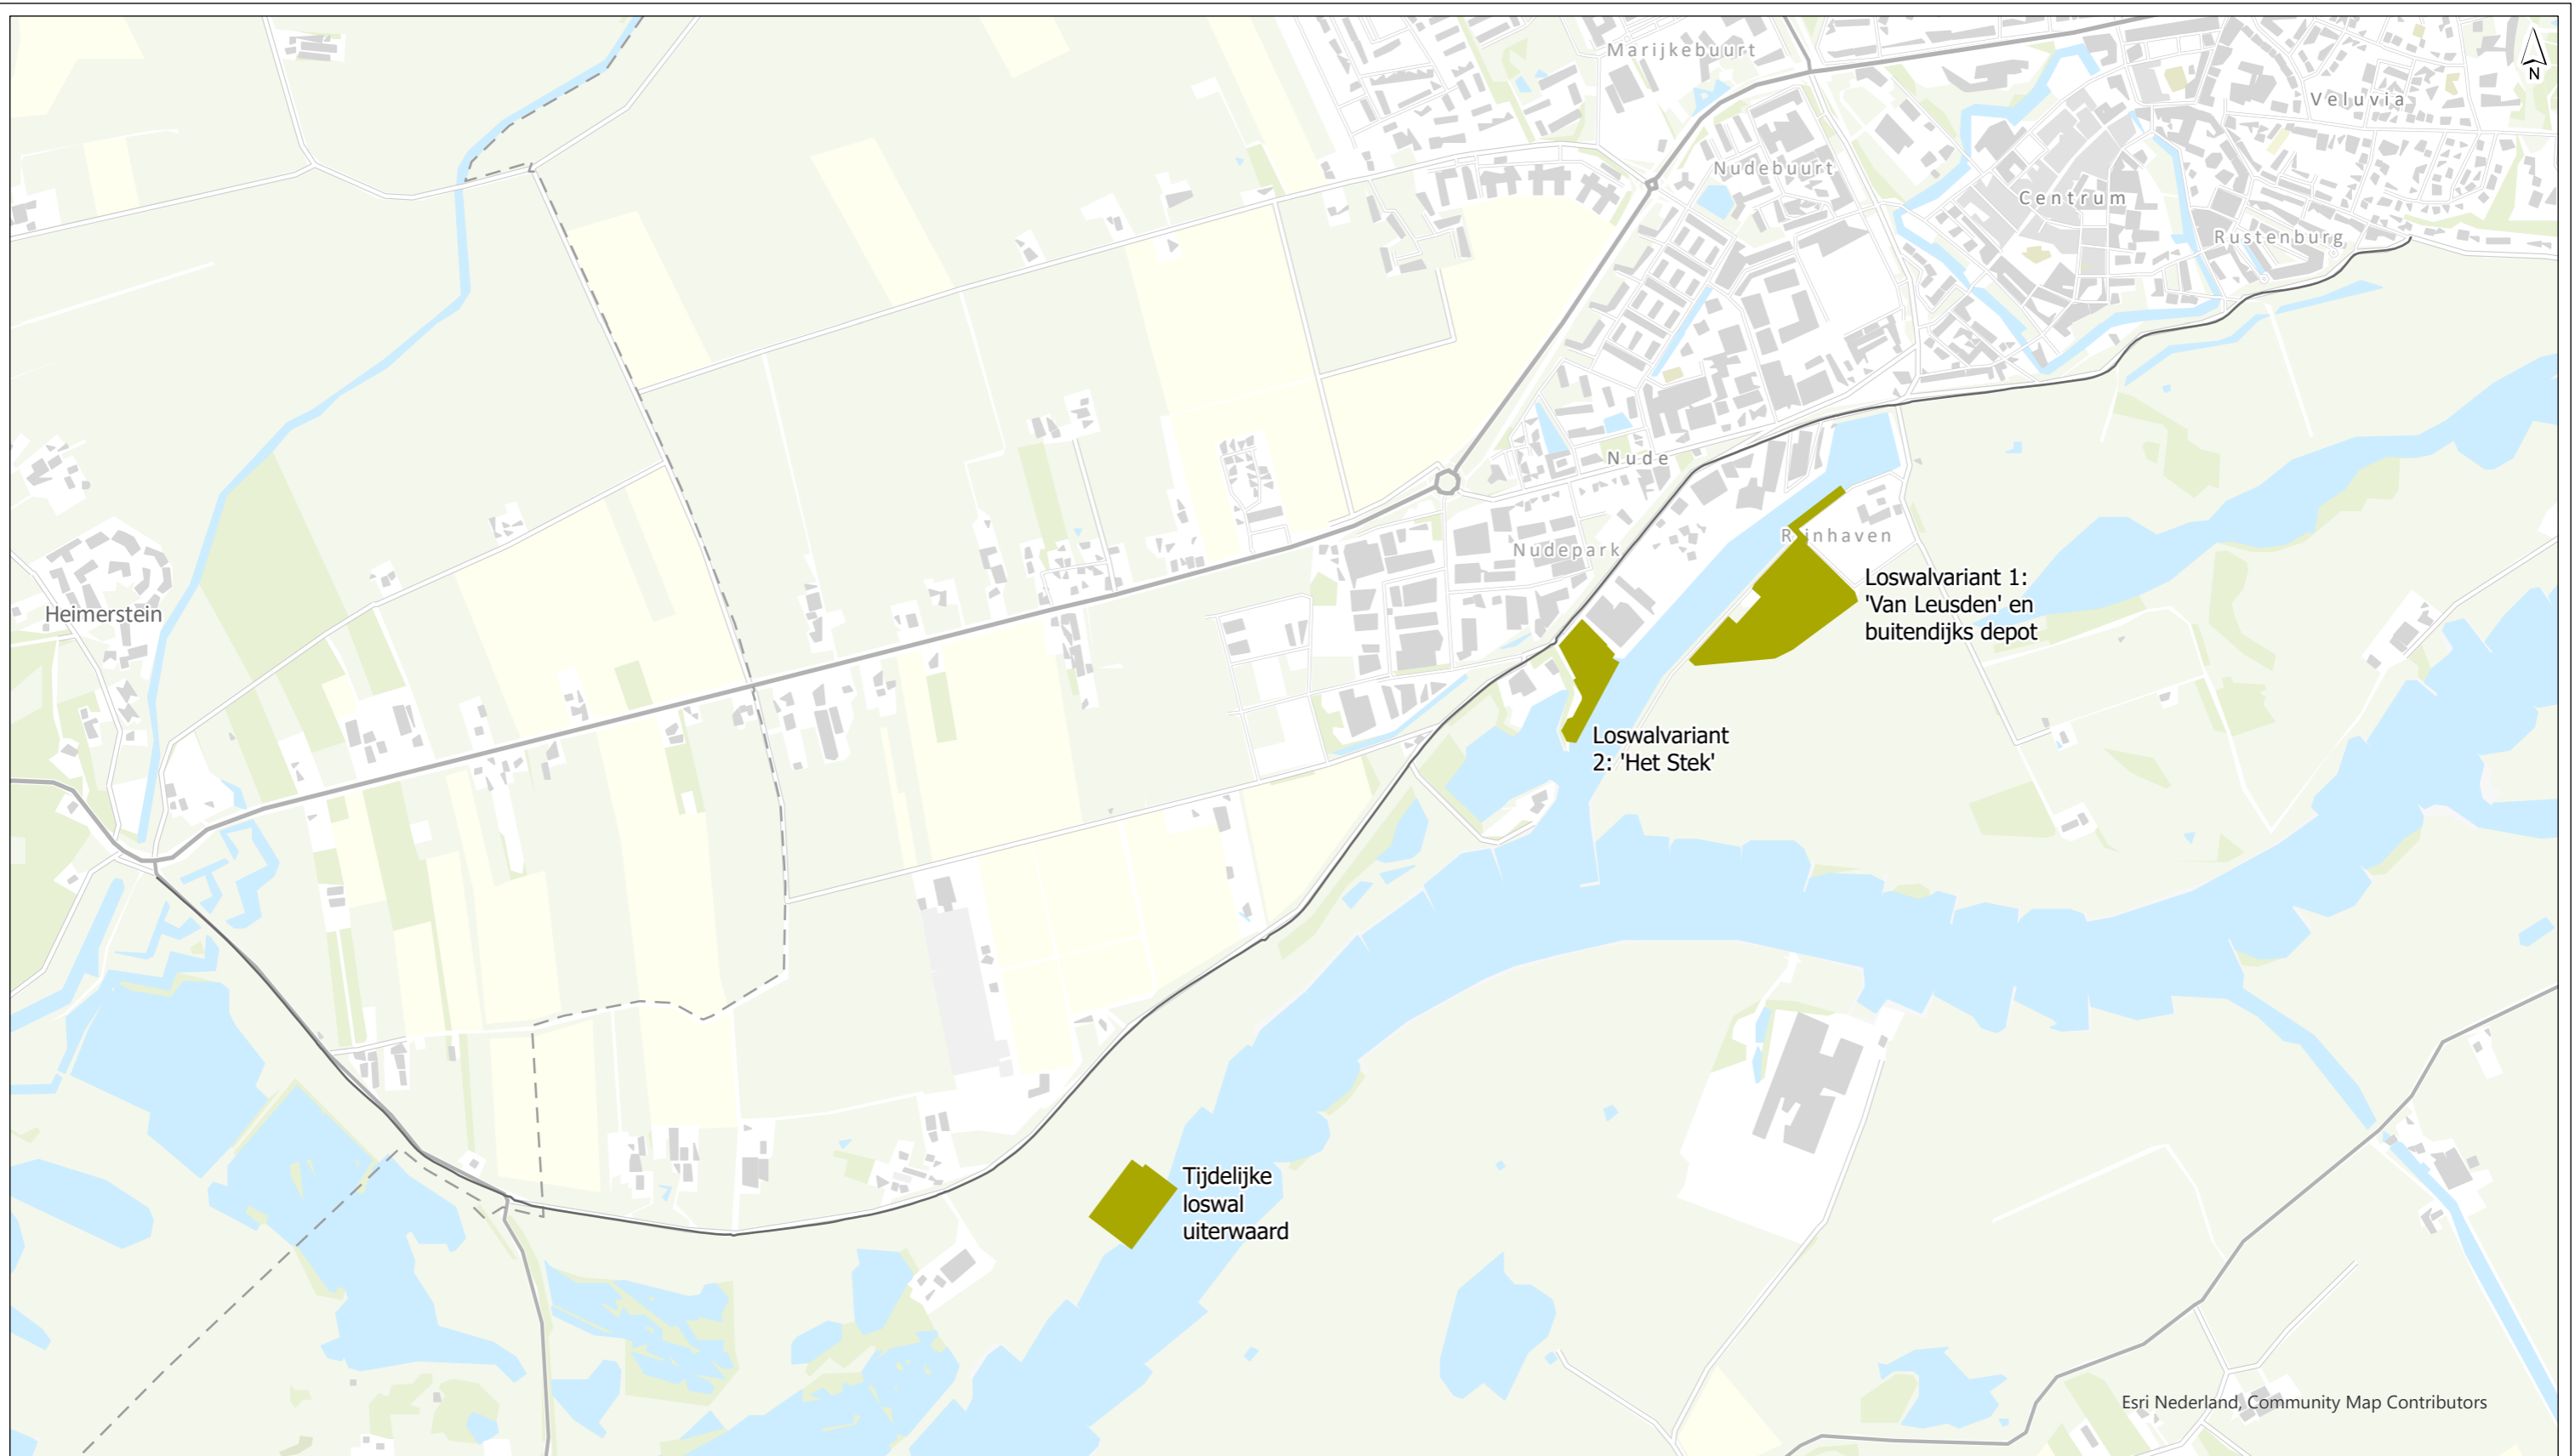 Marijkebuurt
N
Veluvia
Nudebuurt
Centrum
Rustenburg
Nude
Rijnhaven
Nudepark
Loswalvariant 1:
'Van Leusden' en
buitendijks depot
Heimerstein
Loswalvariant
2: 'Het Stek'
Tijdelijke
loswal
uiterwaard
Esri Nederland, Community Map Contributors